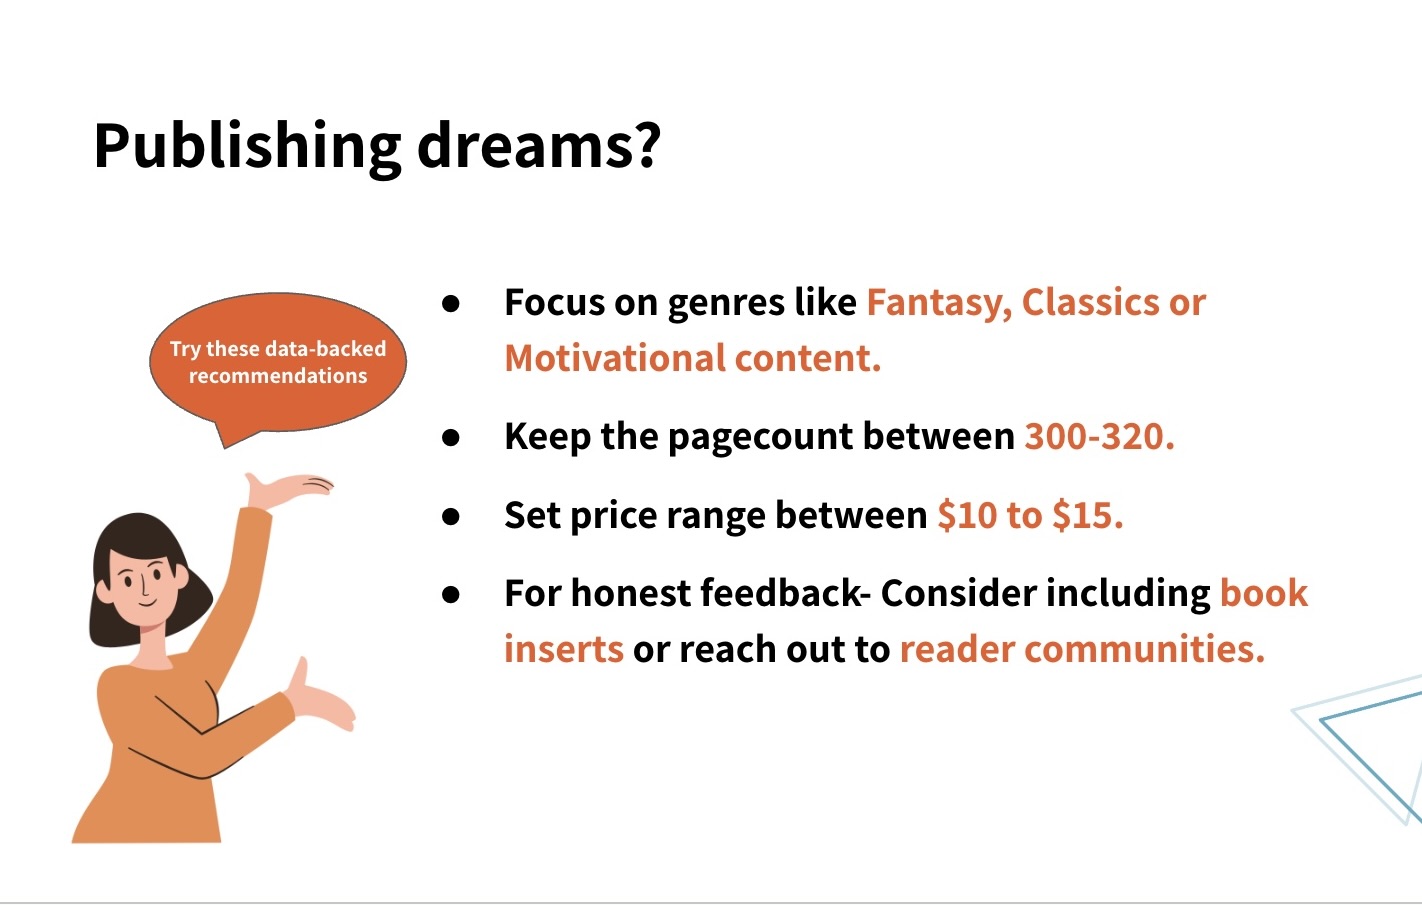 Publishing dreams?
Try these data-backed
recommendations
● Focus on genres like Fantasy, Classics or
Motivational content.
● Keep the pagecount between 300-320.
● Set price range between $10 to $15.
● For honest feedback- Consider including book
inserts or reach out to reader communities.